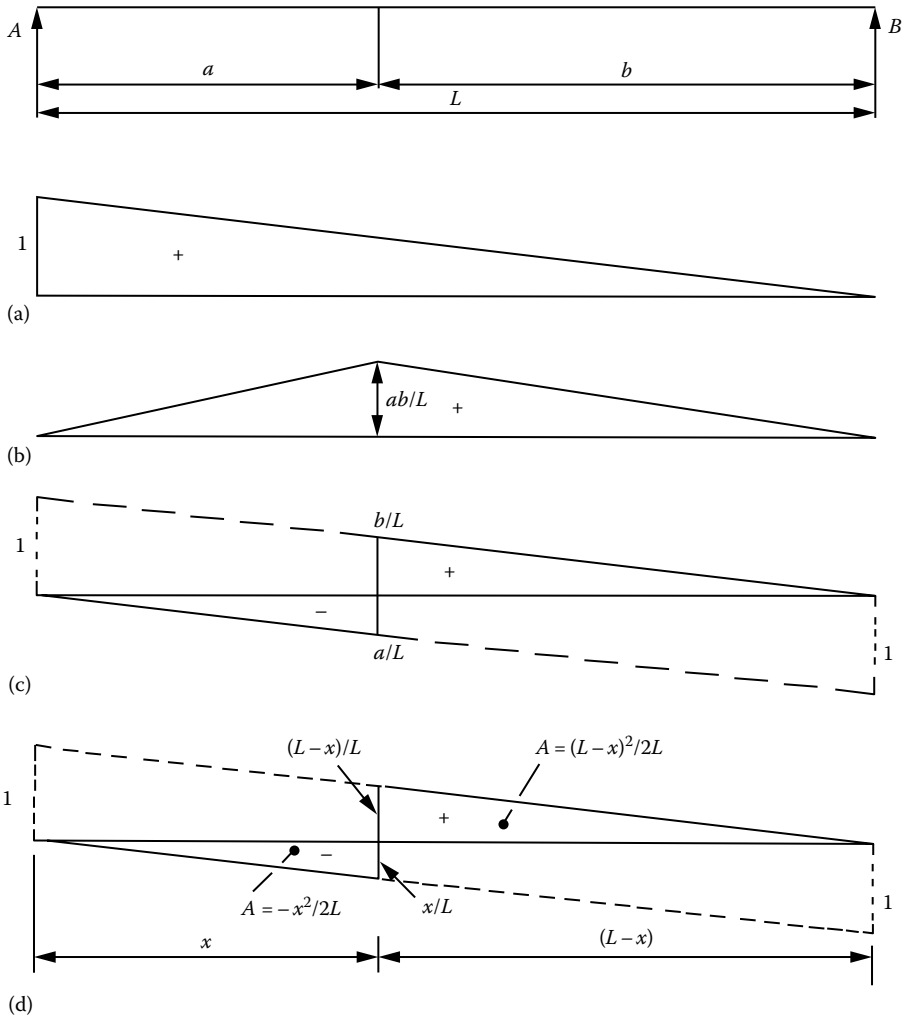 A
B
a
b
L
1
+
(a)
ab/L
+
(b)
b/L
1
+
−
a/L
1
(c)
(L – x)/L
A = (L – x)²/2L
1
+
−
A = – x²/2L
x/L
1
x
(L – x)
(d)